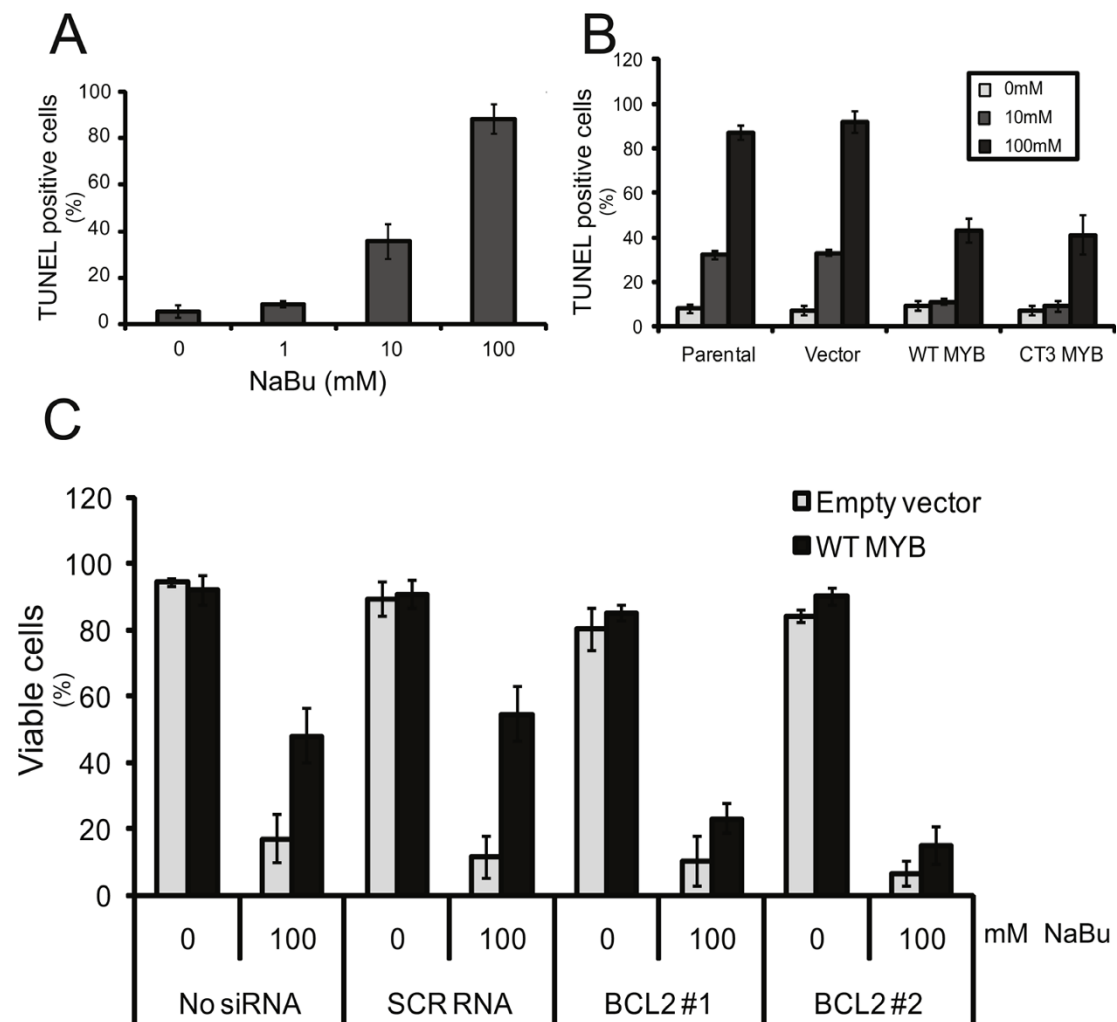 A
TUNEL positive cells
(%)
100
80
60
40
20
0
0 1 10 100
NaBu (mM)
B
TUNEL positive cells
(%)
120
100
80
60
40
20
0
0mM
10mM
100mM
Parental Vector WT MYB CT3 MYB
C
Viable cells
(%)
120
100
80
60
40
20
0
Empty vector
WT MYB
0 100 0 100 0 100 0 100 mM NaBu
No siRNA SCR RNA BCL2 #1 BCL2 #2